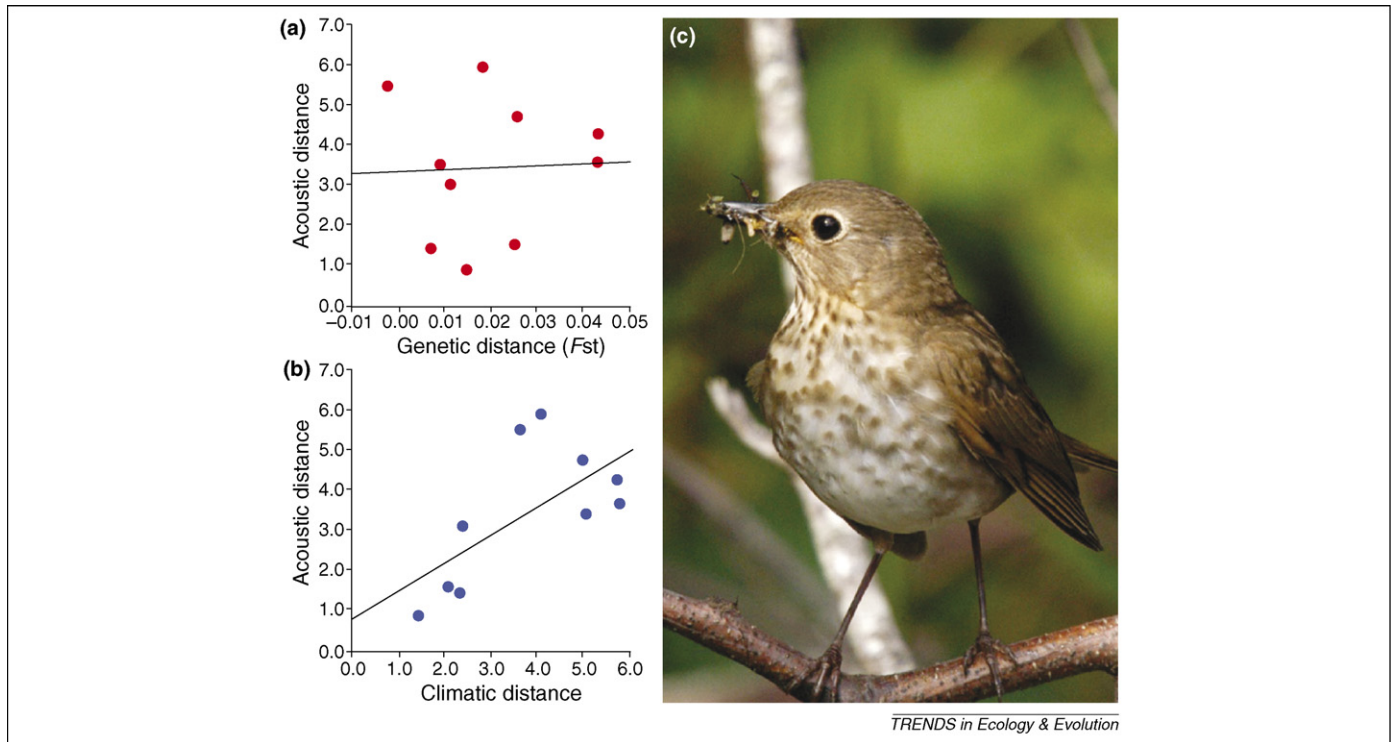 (a)
7.0
6.0
5.0
4.0
3.0
2.0
1.0
0.0
Acoustic distance
–0.01 0.00 0.01 0.02 0.03 0.04 0.05
Genetic distance (Fst)
(b)
7.0
6.0
5.0
4.0
3.0
2.0
1.0
0.0
Acoustic distance
0.0 1.0 2.0 3.0 4.0 5.0 6.0
Climatic distance
(c)
TRENDS in Ecology & Evolution